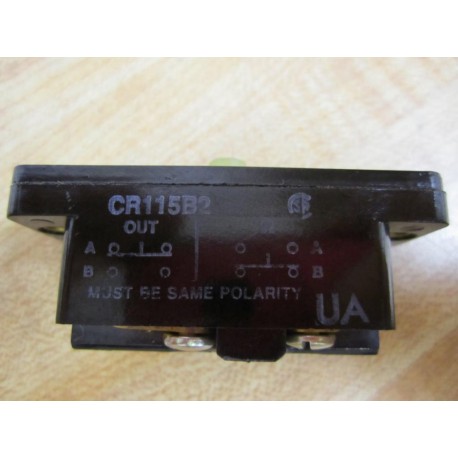 CR115B2
OUT
A A
B B
MUST BE SAME POLARITY
UA